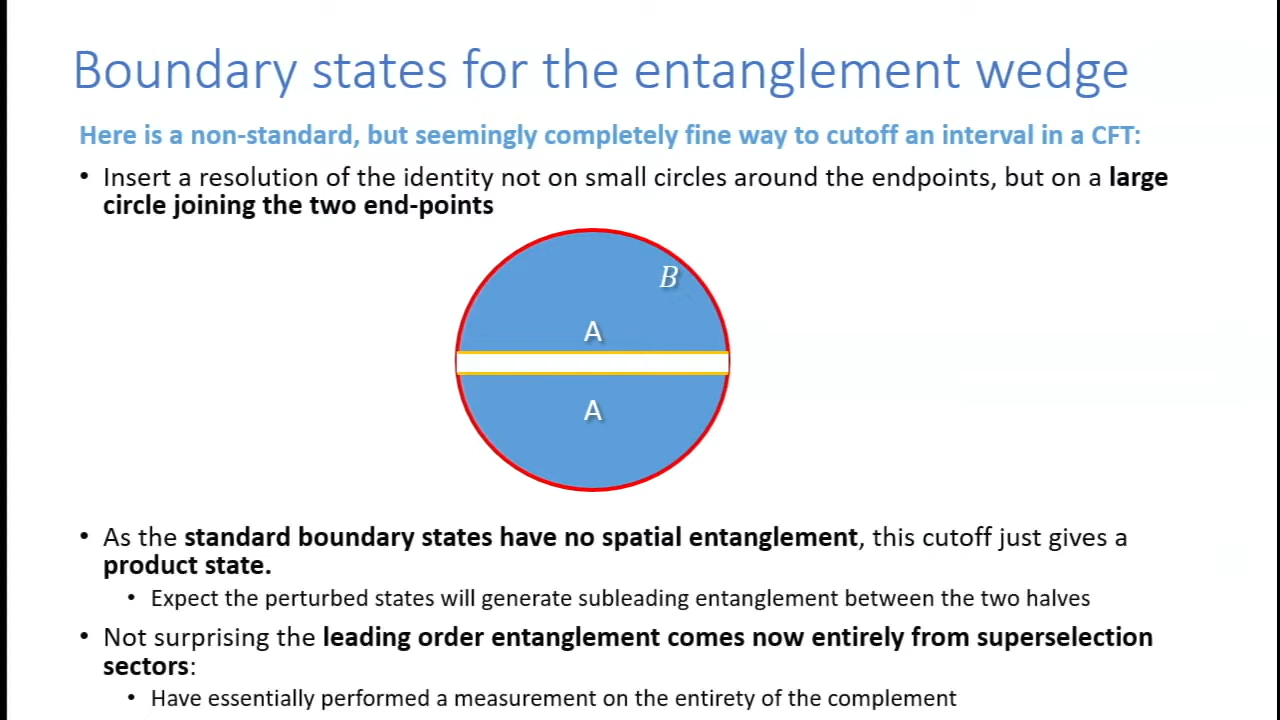 Boundary states for the entanglement wedge
Here is a non-standard, but seemingly completely fine way to cutoff an interval in a CFT:
• Insert a resolution of the identity not on small circles around the endpoints, but on a large
circle joining the two end-points
B
A
A
• As the standard boundary states have no spatial entanglement, this cutoff just gives a
product state.
• Expect the perturbed states will generate subleading entanglement between the two halves
• Not surprising the leading order entanglement comes now entirely from superselection
sectors:
• Have essentially performed a measurement on the entirety of the complement